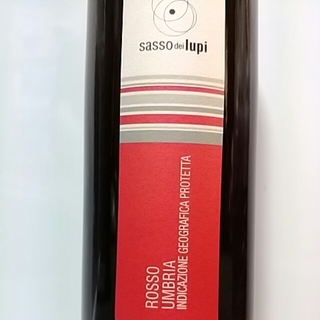 sasso dei lupi
ROSSO
UMBRIA
INDICAZIONE GEOGRAFICA PROTETTA